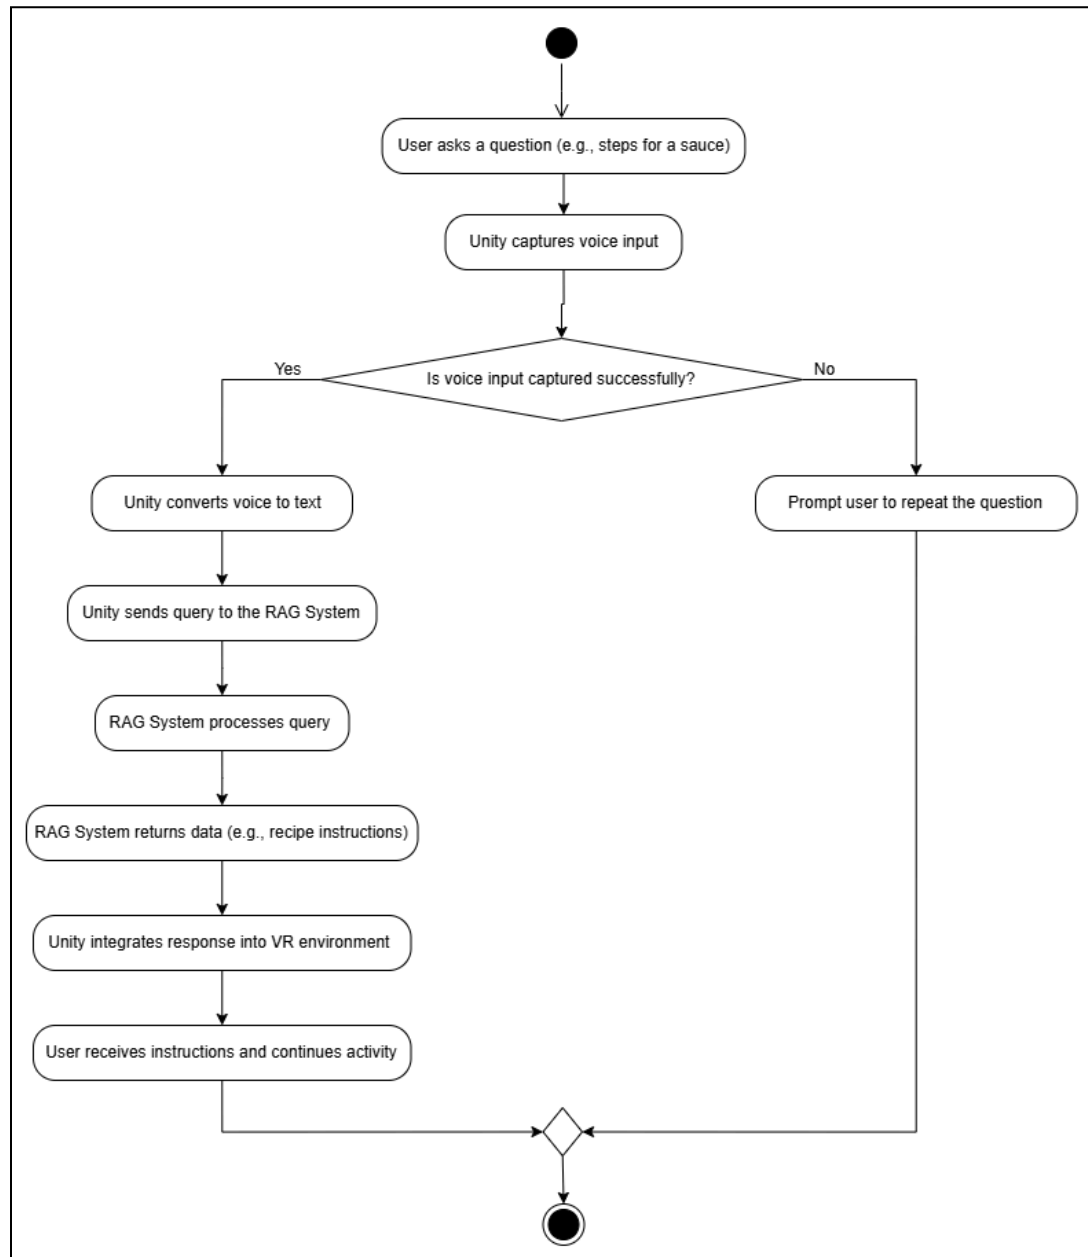 User asks a question (e.g., steps for a sauce)
Unity captures voice input
Is voice input captured successfully?
Yes
No
Unity converts voice to text
Prompt user to repeat the question
Unity sends query to the RAG System
RAG System processes query
RAG System returns data (e.g., recipe instructions)
Unity integrates response into VR environment
User receives instructions and continues activity